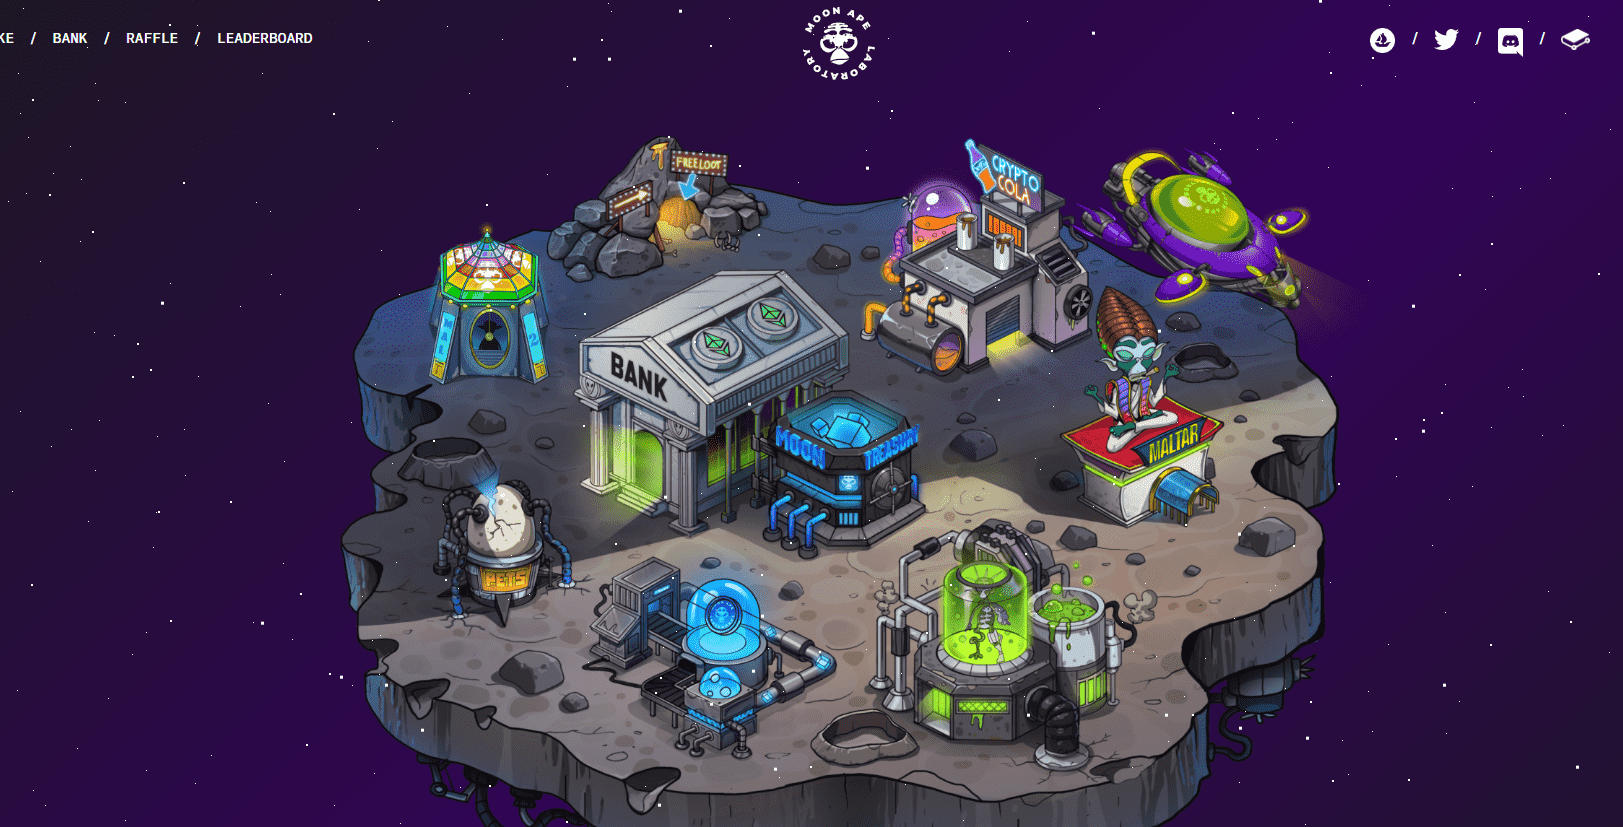 KE / BANK / RAFFLE / LEADERBOARD
MOON APE
LABORATORY
/ / /
FREE LOOT
CRYPTO
COLA
BANK
MOON TREASURY
MALTAR
PETS